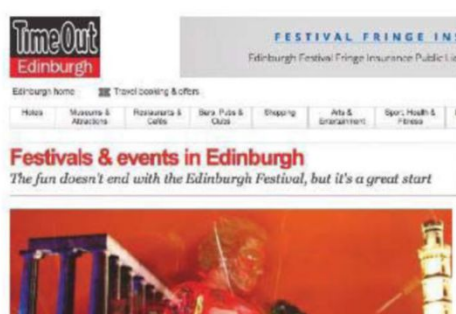 TimeOut
Edinburgh
FESTIVAL FRINGE INS
Edinburgh Festival Fringe Insurance Public Li
Edinburgh home Travel booking & offers
Hotels Museums & Attractions Restaurants & Cafés Bars, Pubs & Clubs Shopping Arts & Entertainment Sport, Health & Fitness
Festivals & events in Edinburgh
The fun doesn't end with the Edinburgh Festival, but it's a great start